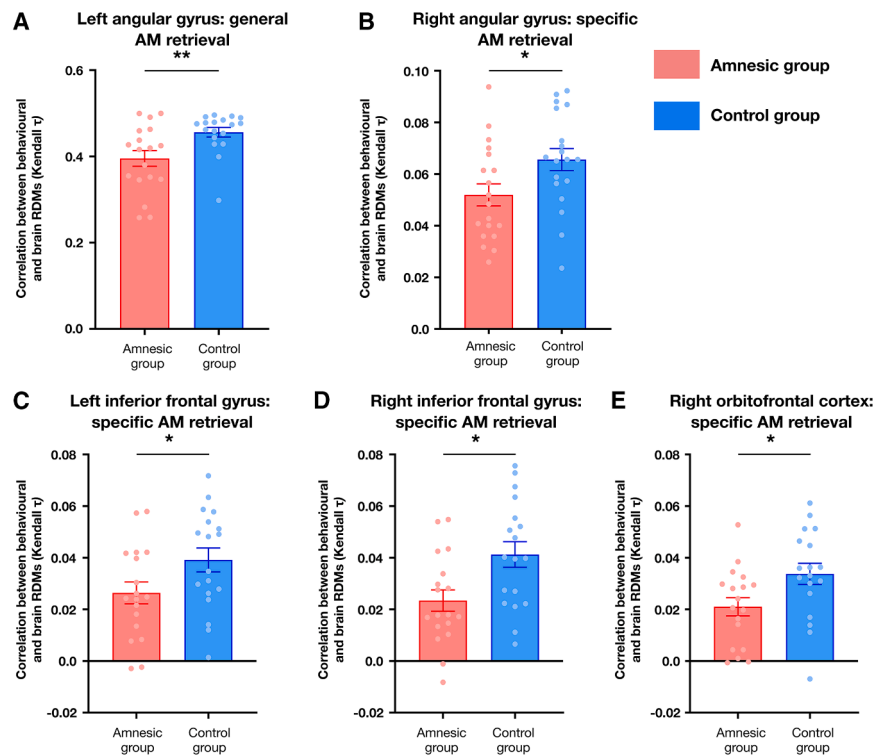 A
Left angular gyrus: general
AM retrieval
**
Correlation between behavioural
and brain RDMs (Kendall τ)
0.6
0.4
0.2
0.0
Amnesic
group
Control
group
B
Right angular gyrus: specific
AM retrieval
*
Correlation between behavioural
and brain RDMs (Kendall τ)
0.10
0.08
0.06
0.04
0.02
0.00
Amnesic
group
Control
group
Amnesic group
Control group
C
Left inferior frontal gyrus:
specific AM retrieval
*
Correlation between behavioural
and brain RDMs (Kendall τ)
0.08
0.06
0.04
0.02
0.0
-0.02
Amnesic
group
Control
group
D
Right inferior frontal gyrus:
specific AM retrieval
*
Correlation between behavioural
and brain RDMs (Kendall τ)
0.08
0.06
0.04
0.02
0.0
-0.02
Amnesic
group
Control
group
E
Right orbitofrontal cortex:
specific AM retrieval
*
Correlation between behavioural
and brain RDMs (Kendall τ)
0.08
0.06
0.04
0.02
0.0
-0.02
Amnesic
group
Control
group